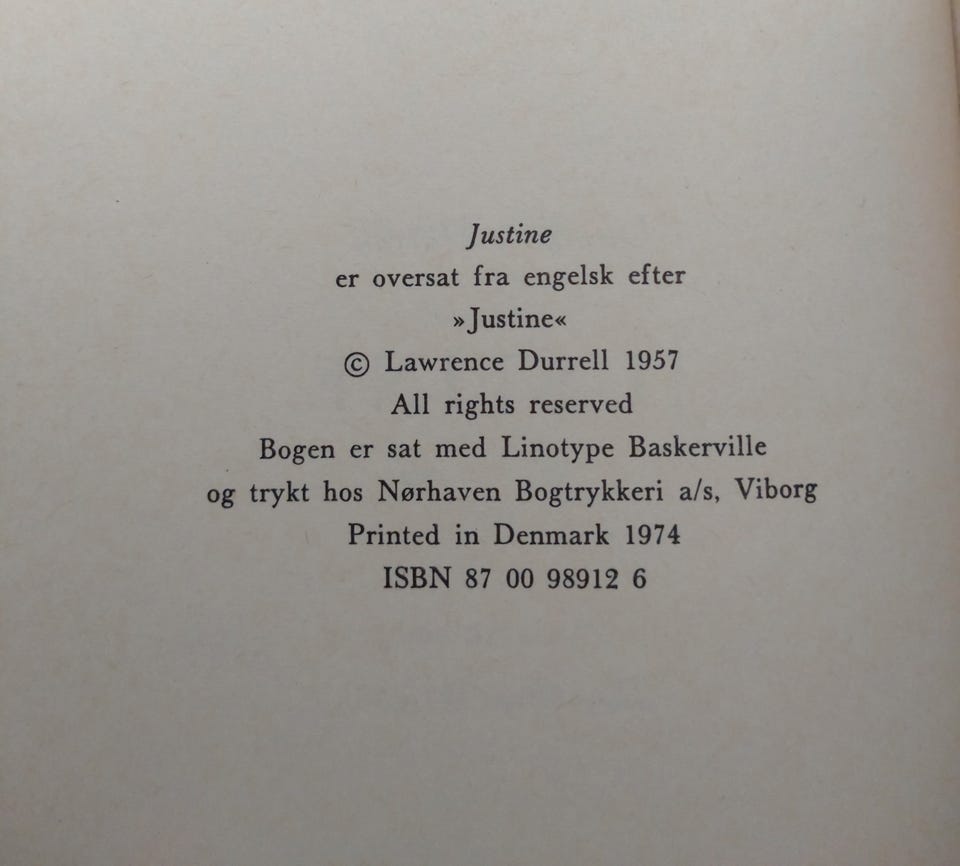 Justine
er oversat fra engelsk efter
»Justine«
© Lawrence Durrell 1957
All rights reserved
Bogen er sat med Linotype Baskerville
og trykt hos Nørhaven Bogtrykkeri a/s, Viborg
Printed in Denmark 1974
ISBN 87 00 98912 6